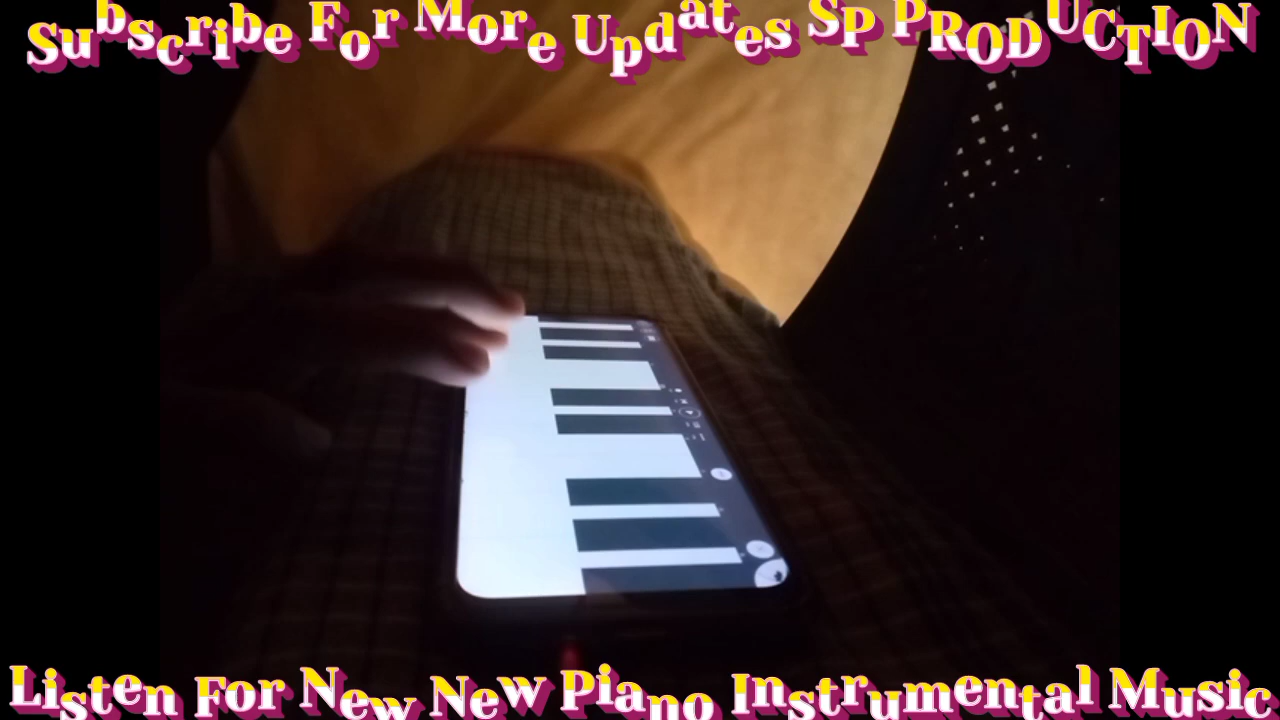 Subscribe For More Updates SP PRODUCTION
Listen For New New Piano Instrumental Music